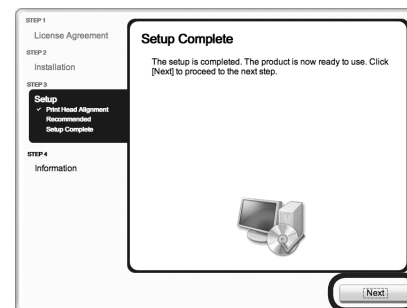 STEP 1
License Agreement
STEP 2
Installation
STEP 3
Setup
✓ Print Head Alignment
Recommended
Setup Complete
STEP 4
Information
Setup Complete
The setup is completed. The product is now ready to use. Click
[Next] to proceed to the next step.
Next